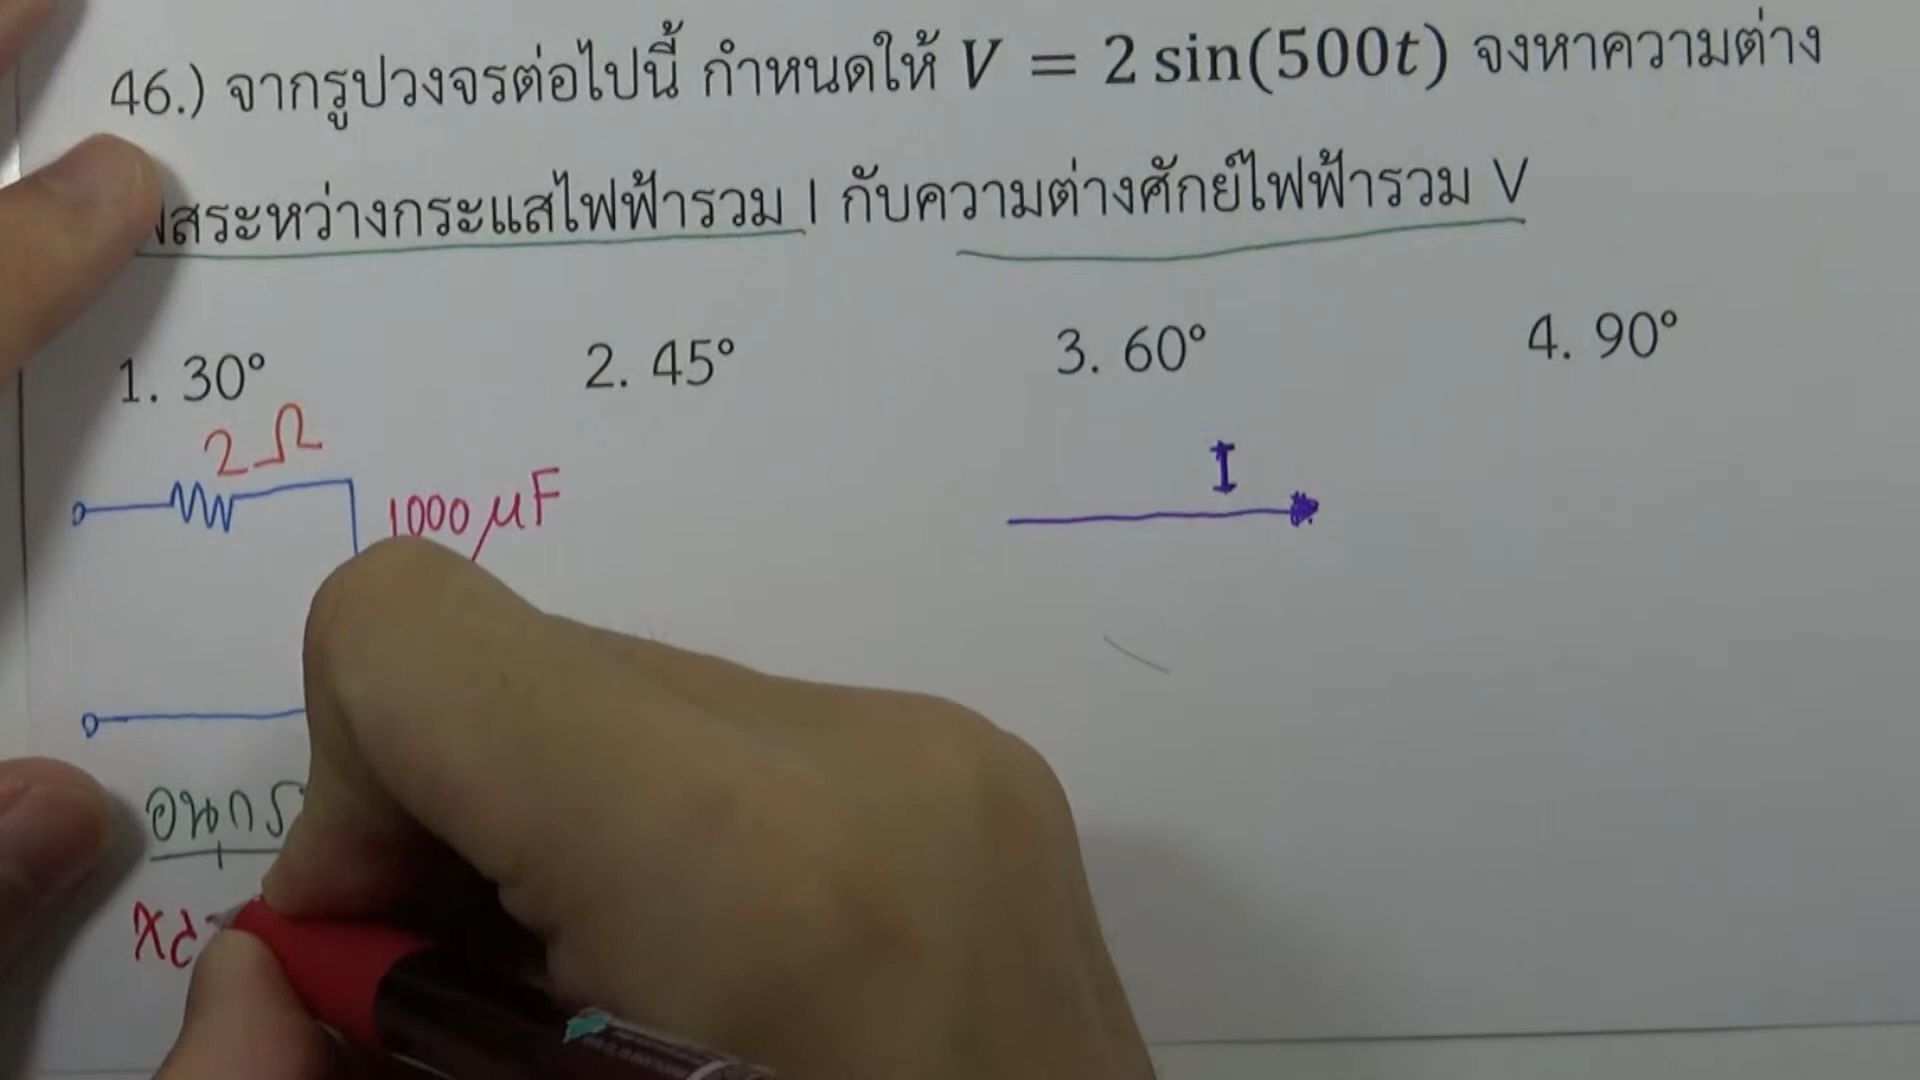 46.) จากรูปวงจรต่อไปนี้ กำหนดให้ V = 2 sin(500t) จงหาความต่าง
สระหว่างกระแสไฟฟ้ารวม I กับความต่างศักย์ไฟฟ้ารวม V
1. 30° 2. 45° 3. 60° 4. 90°
2 Ω
1000 μF
I
อนุกร